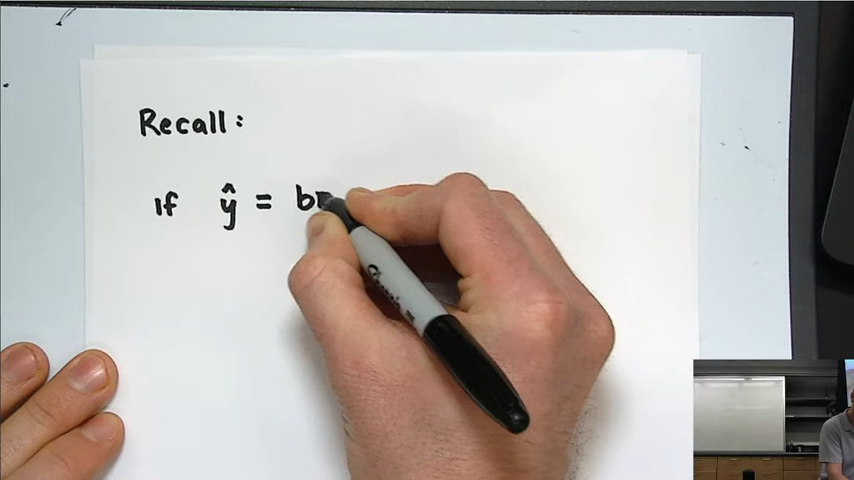 Recall:
if ŷ = b